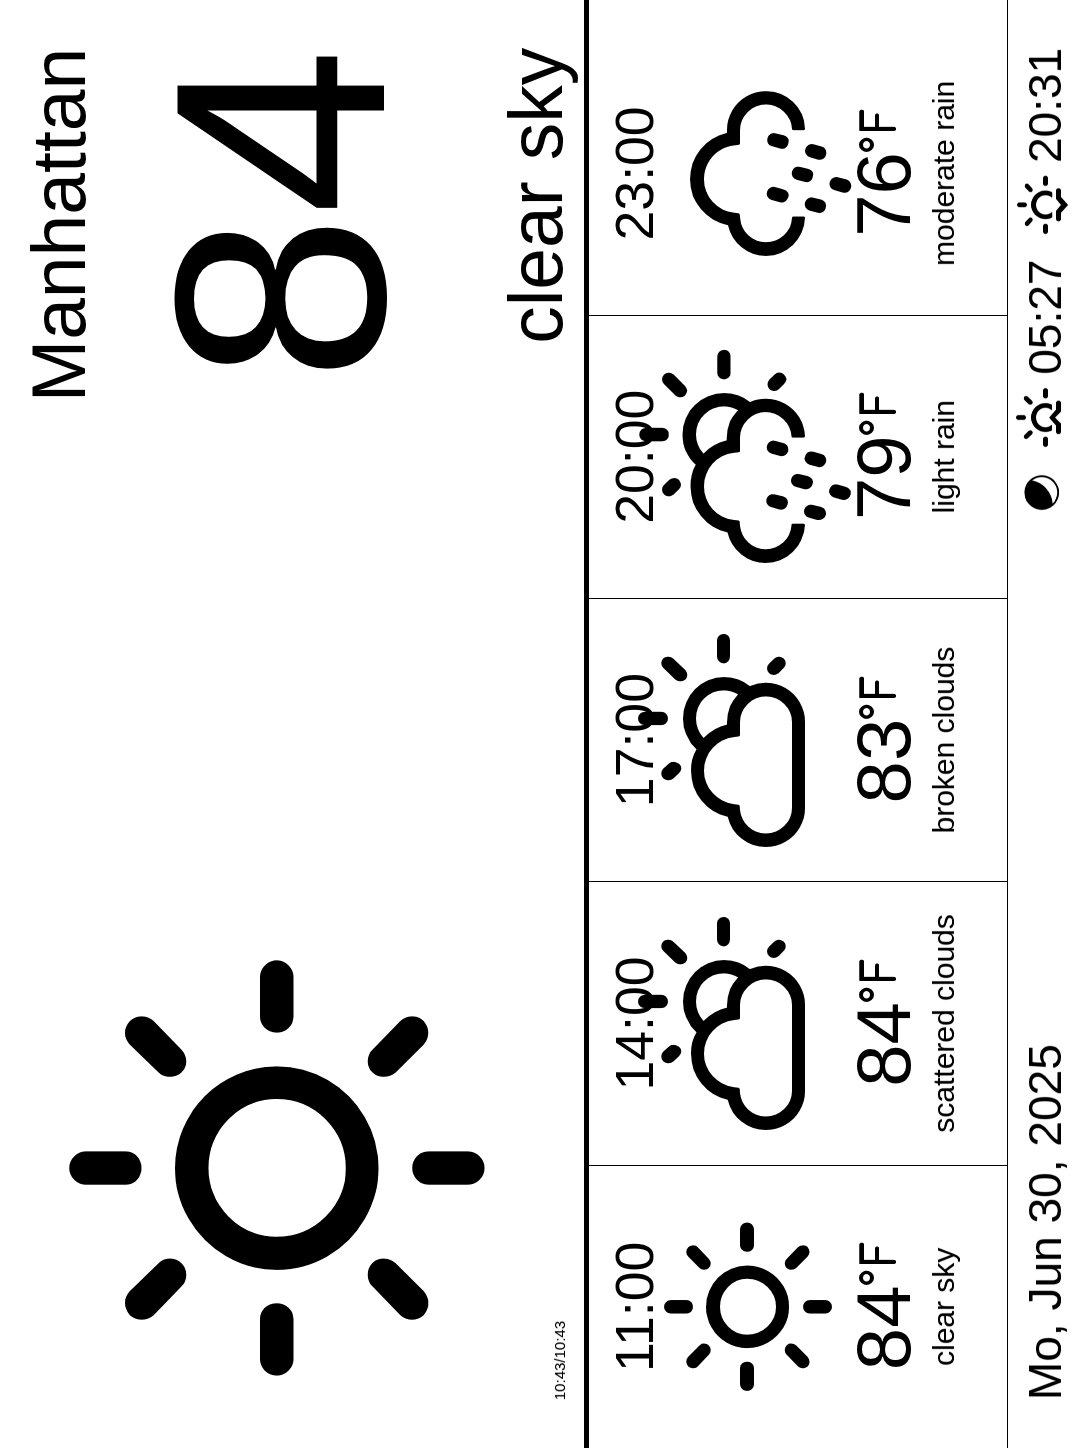 Manhattan
84
clear sky
10:43/10:43
11:00 14:00 17:00 20:00 23:00
84°F 84°F 83°F 79°F 76°F
clear sky scattered clouds broken clouds light rain moderate rain
Mo, Jun 30, 2025 05:27 20:31